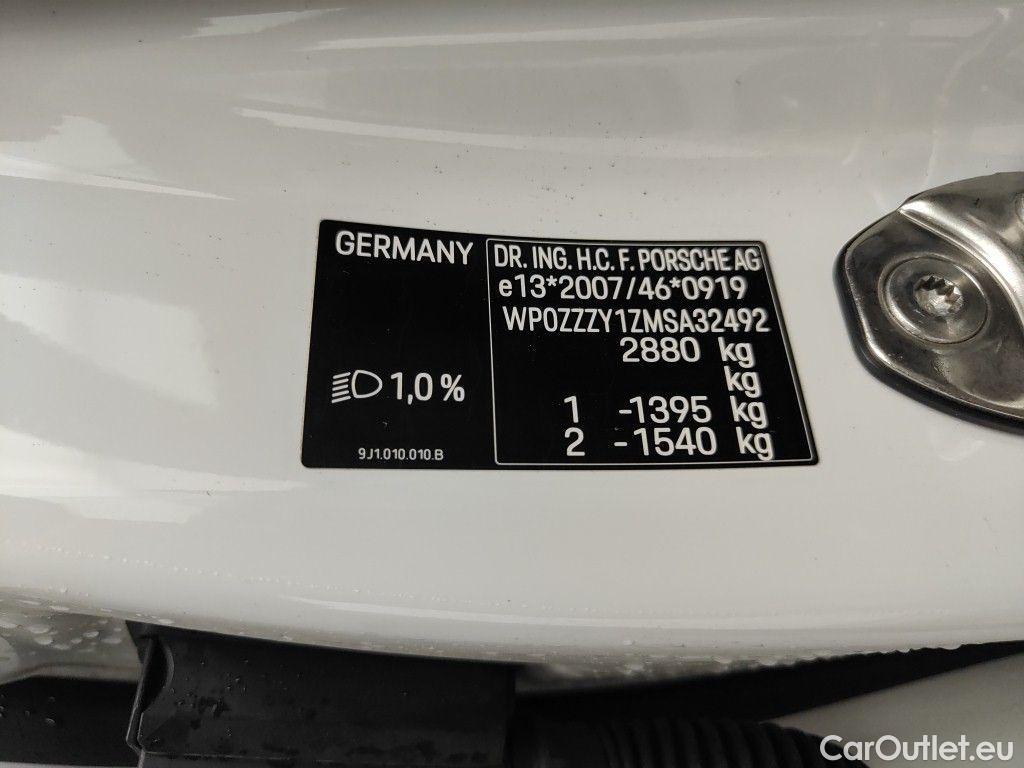 GERMANY
1,0 %
9J1.010.010.B
DR. ING. H.C. F. PORSCHE AG
e13*2007/46*0919
WP0ZZZY1ZMSA32492
2880 kg
kg
1 -1395 kg
2 -1540 kg
CarOutlet.eu